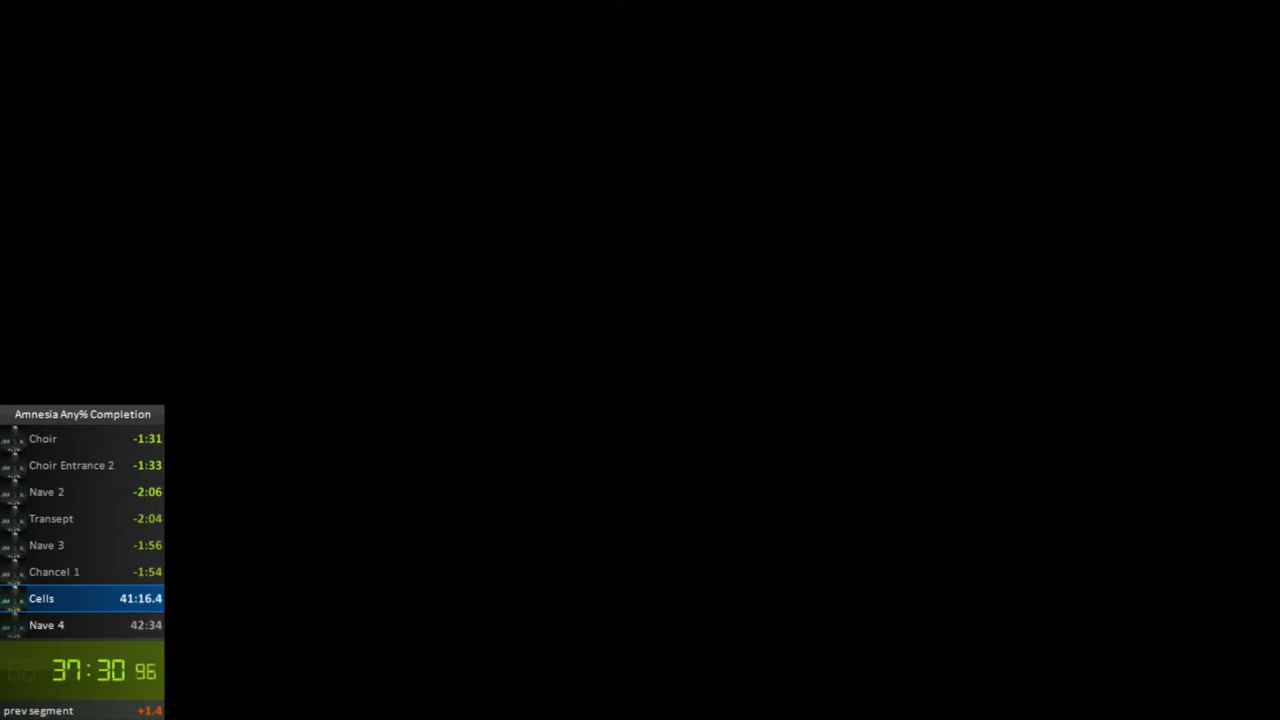 Amnesia Any% Completion
Choir -1:31
Choir Entrance 2 -1:33
Nave 2 -2:06
Transept -2:04
Nave 3 -1:56
Chancel 1 -1:54
Cells 41:16.4
Nave 4 42:34
37:30 96
prev segment +1.4